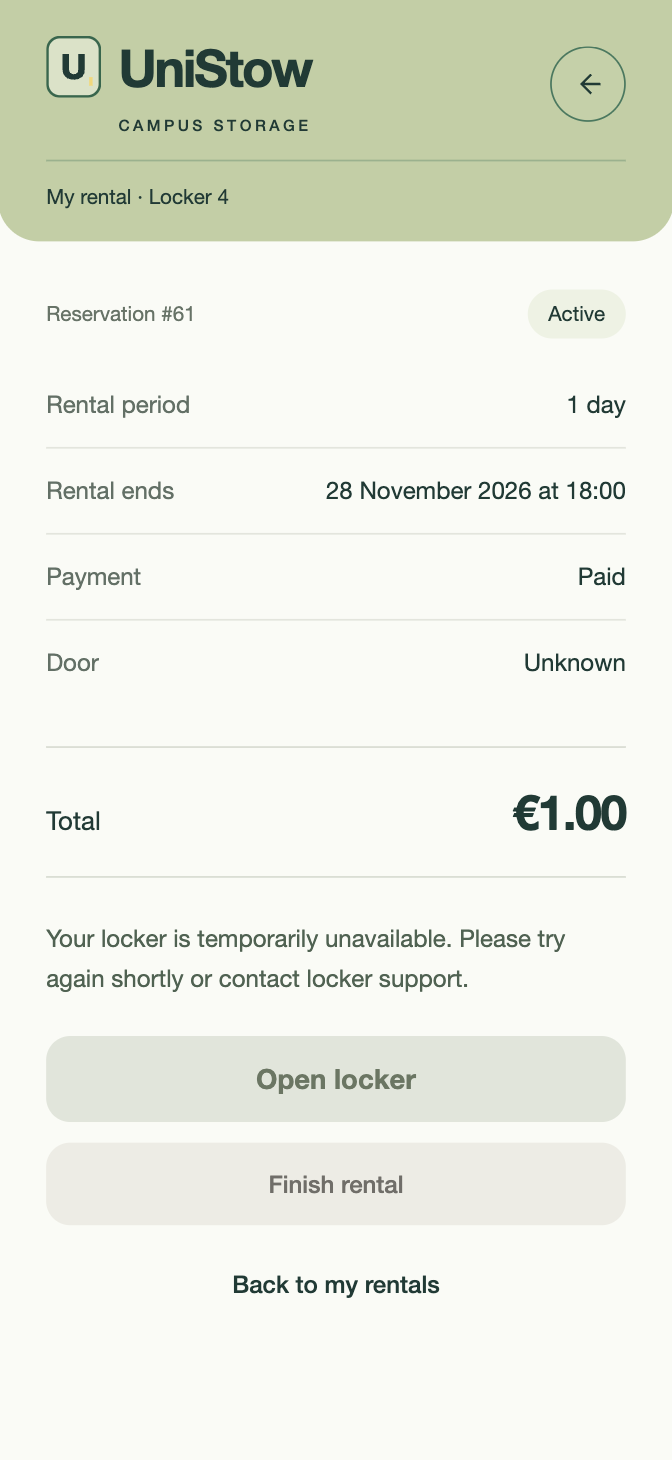 U
UniStow
CAMPUS STORAGE
My rental · Locker 4
Reservation #61
Active
Rental period
1 day
Rental ends
28 November 2026 at 18:00
Payment
Paid
Door
Unknown
Total
€1.00
Your locker is temporarily unavailable. Please try
again shortly or contact locker support.
Open locker
Finish rental
Back to my rentals